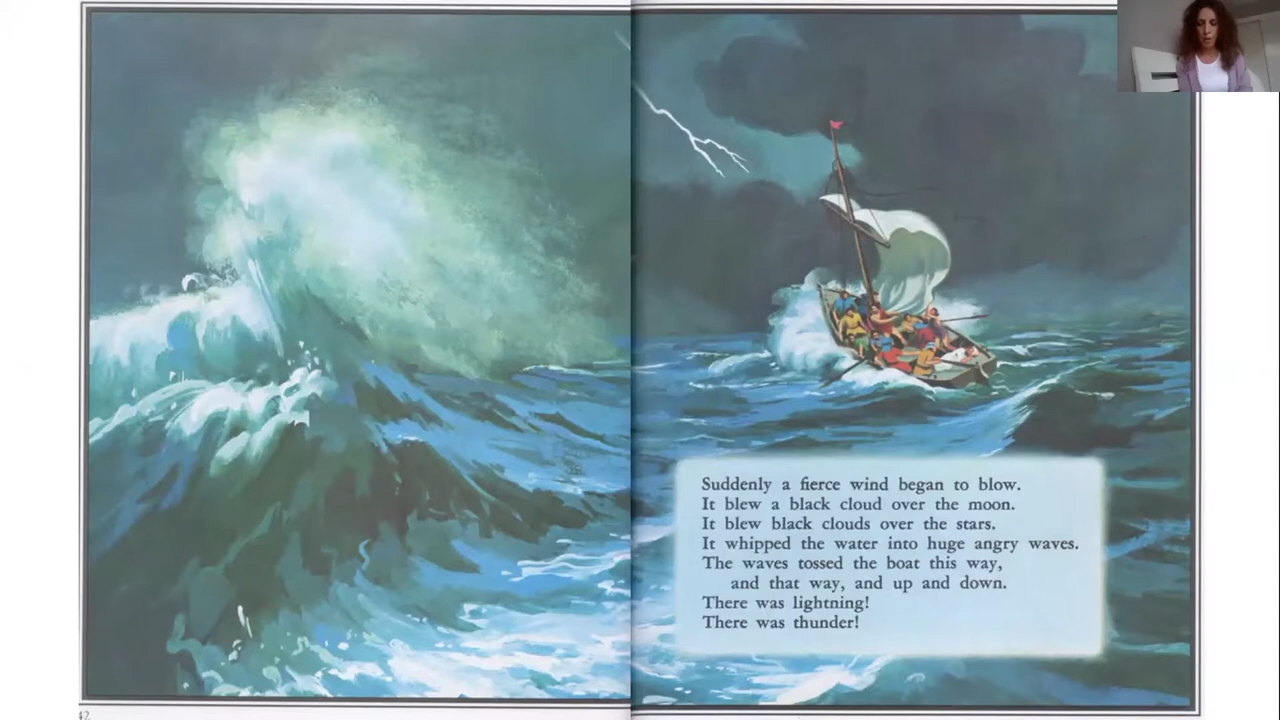 Suddenly a fierce wind began to blow.
It blew a black cloud over the moon.
It blew black clouds over the stars.
It whipped the water into huge angry waves.
The waves tossed the boat this way,
and that way, and up and down.
There was lightning!
There was thunder!
42